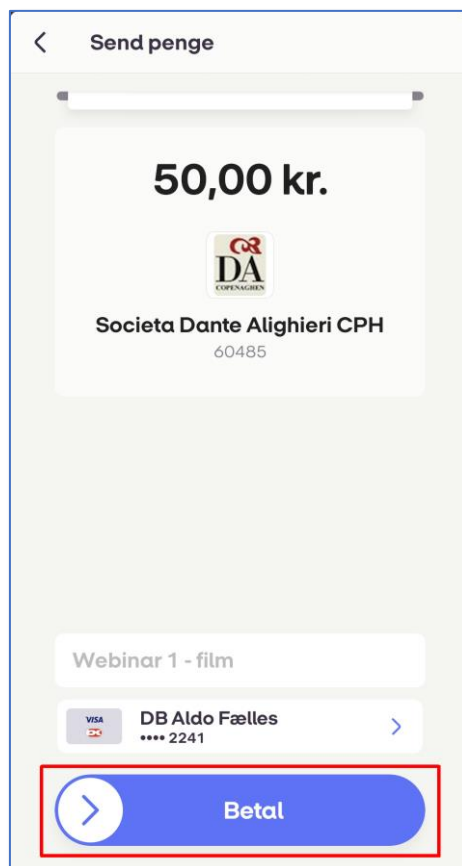 Send penge
50,00 kr.
DA
COPENAGHEN
Societa Dante Alighieri CPH
60485
Webinar 1 - film
VISA
DB Aldo Fælles
•••• 2241
Betal